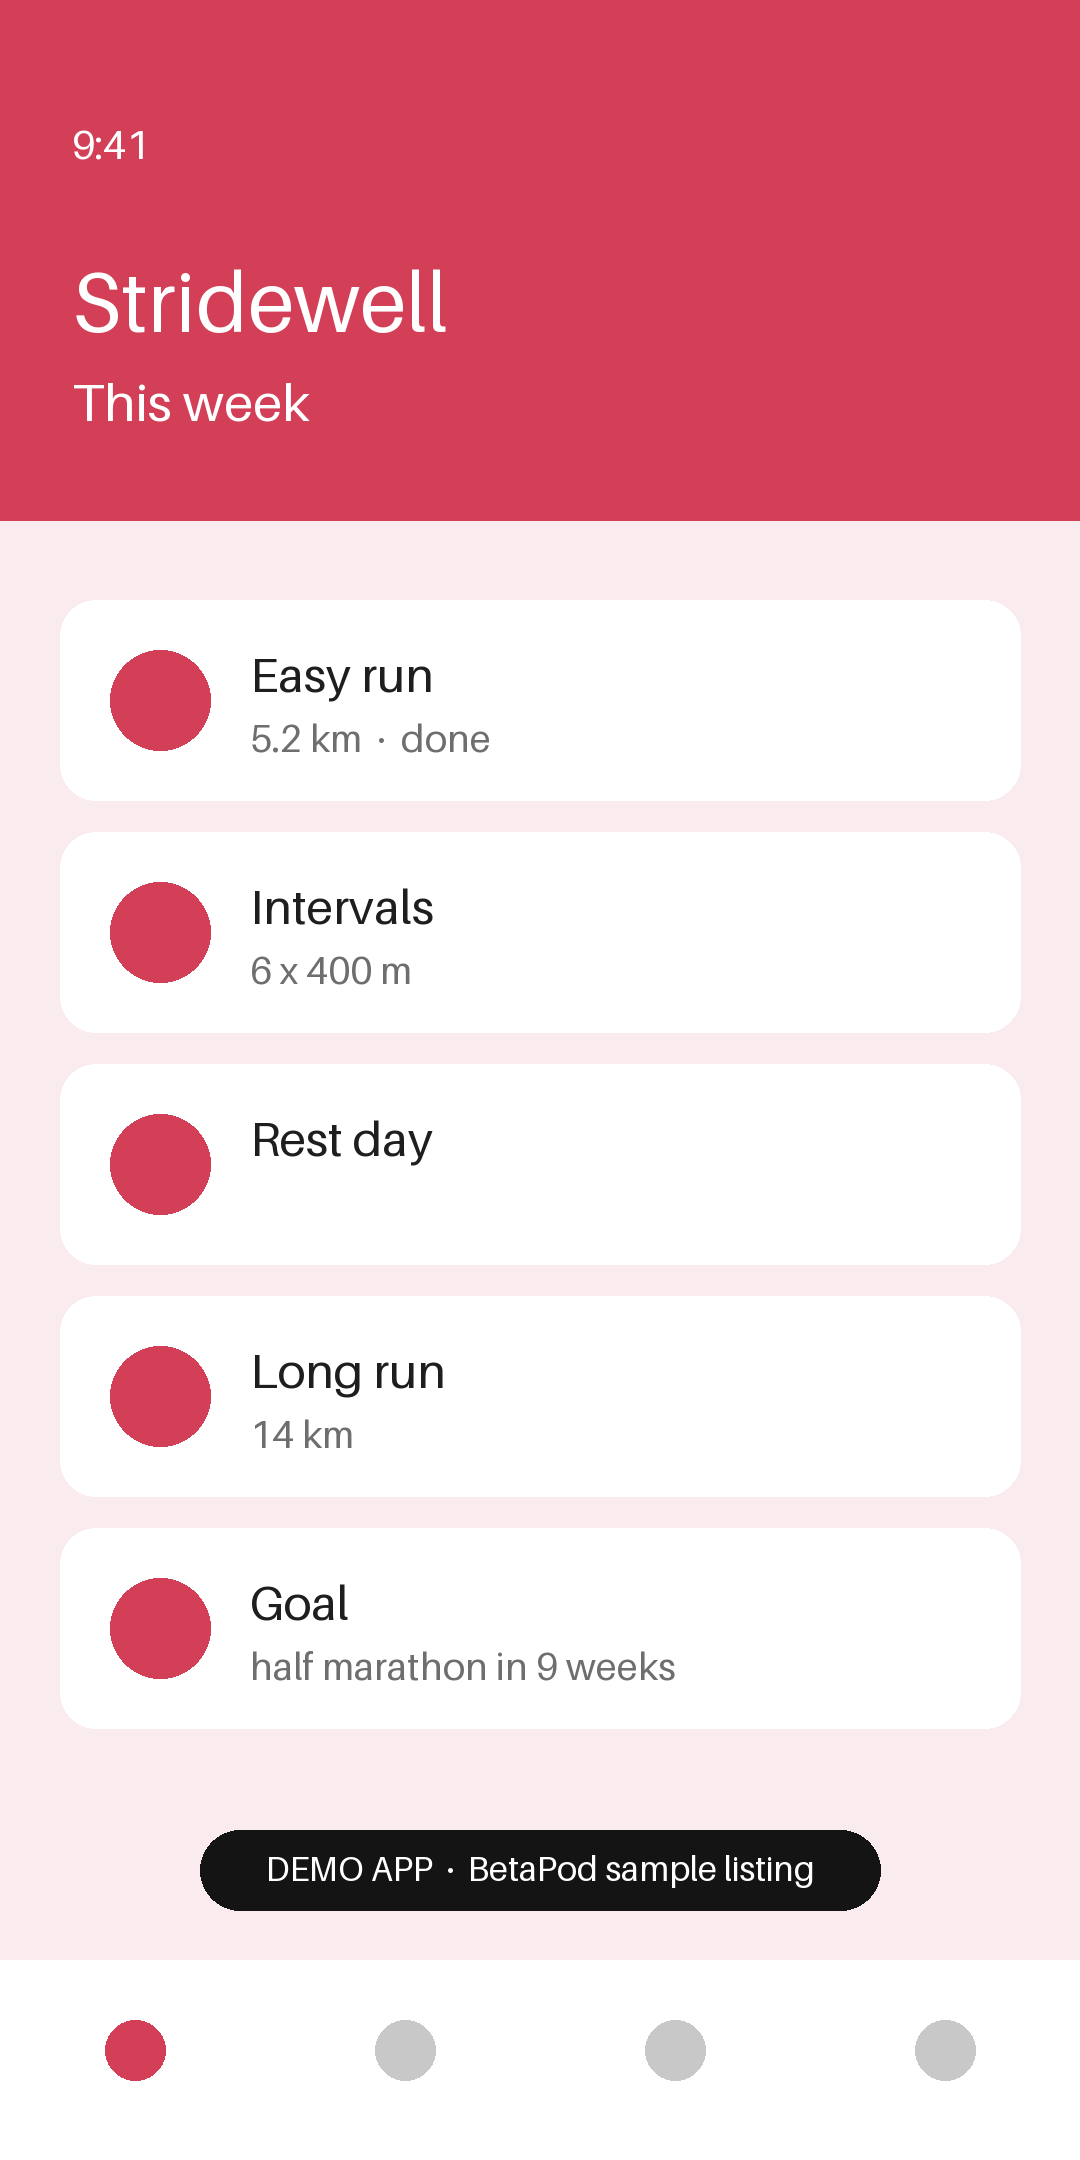 9:41
Stridewell
This week
Easy run
5.2 km · done
Intervals
6 x 400 m
Rest day
Long run
14 km
Goal
half marathon in 9 weeks
DEMO APP · BetaPod sample listing